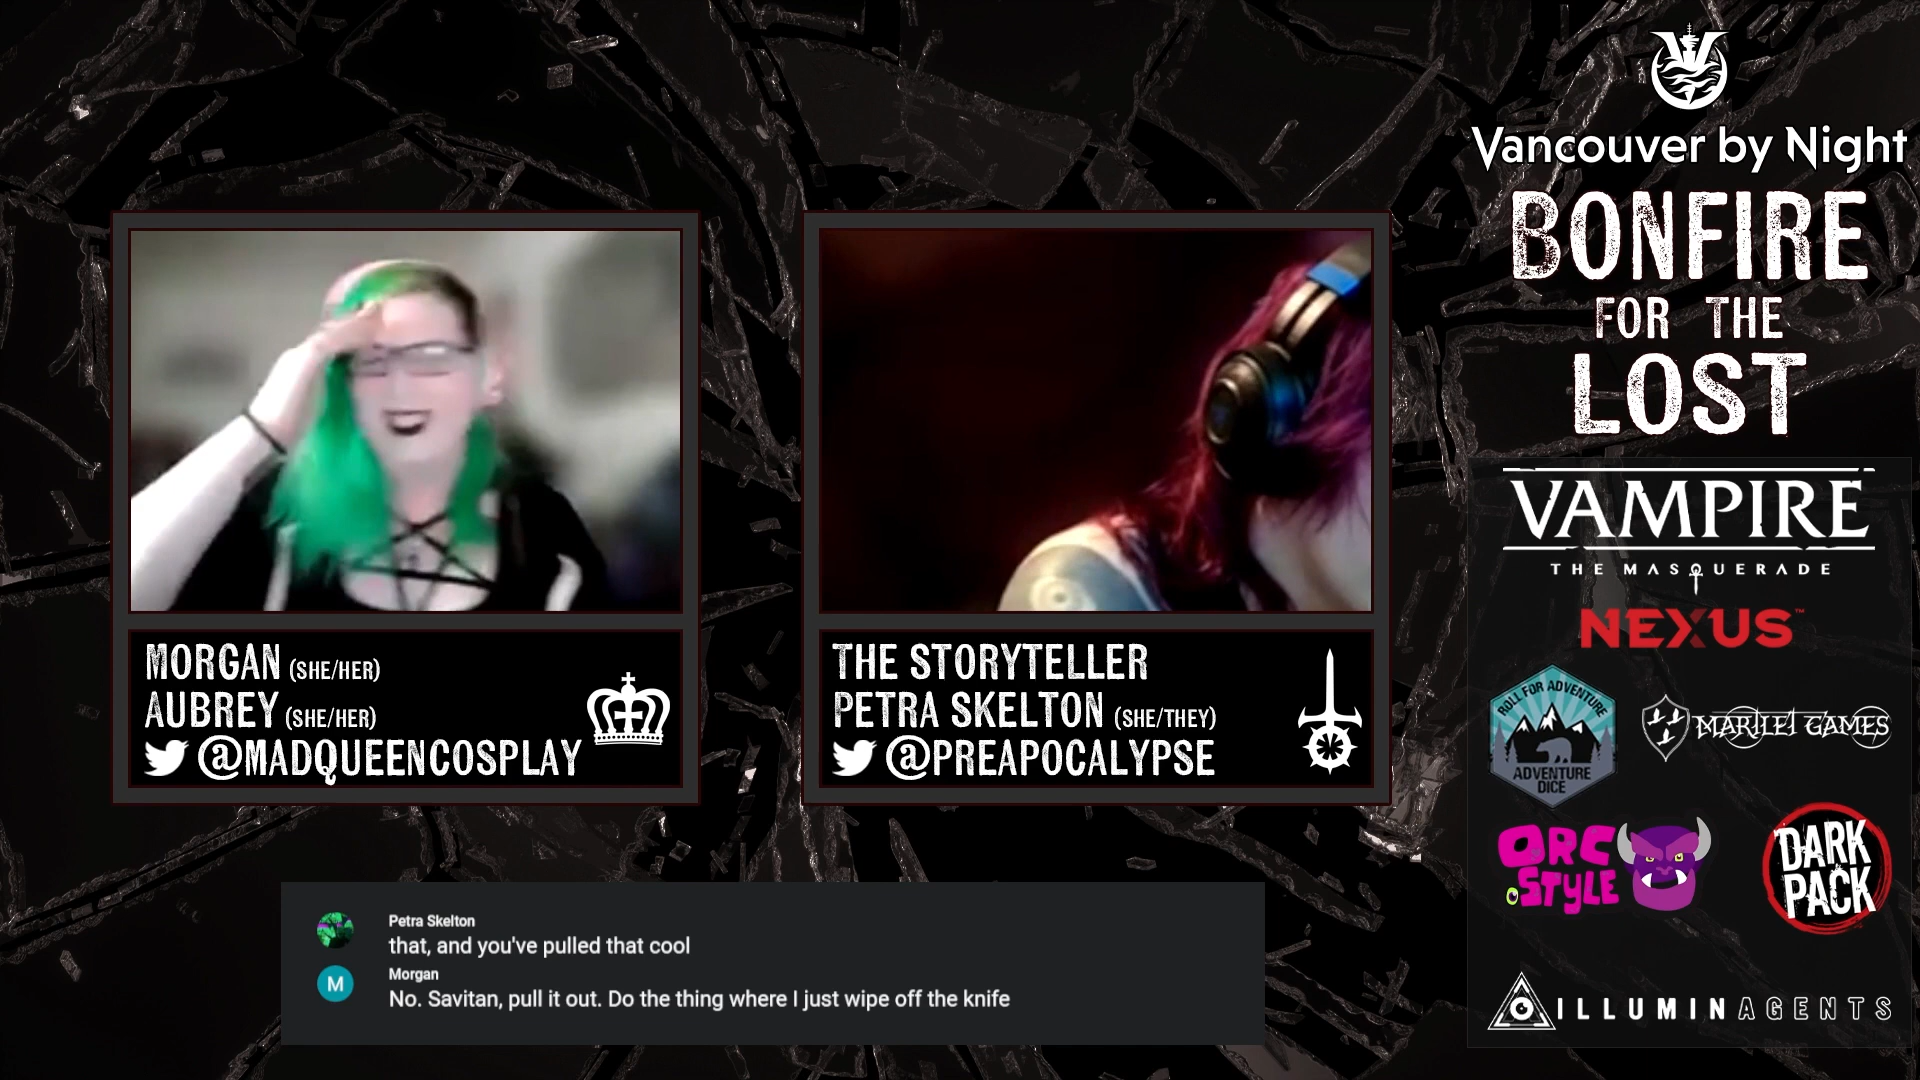 Vancouver by Night
BONFIRE
FOR THE
LOST
VAMPIRE
THE MASQUERADE
NEXUS™
ROLL FOR ADVENTURE
ADVENTURE
DICE
MARTLET GAMES
ORC
STYLE
DARK
PACK
ILLUMINAGENTS
MORGAN (SHE/HER)
AUBREY (SHE/HER)
@MADQUEENCOSPLAY
THE STORYTELLER
PETRA SKELTON (SHE/THEY)
@PREAPOCALYPSE
Petra Skelton
that, and you've pulled that cool
M
Morgan
No. Savitan, pull it out. Do the thing where I just wipe off the knife